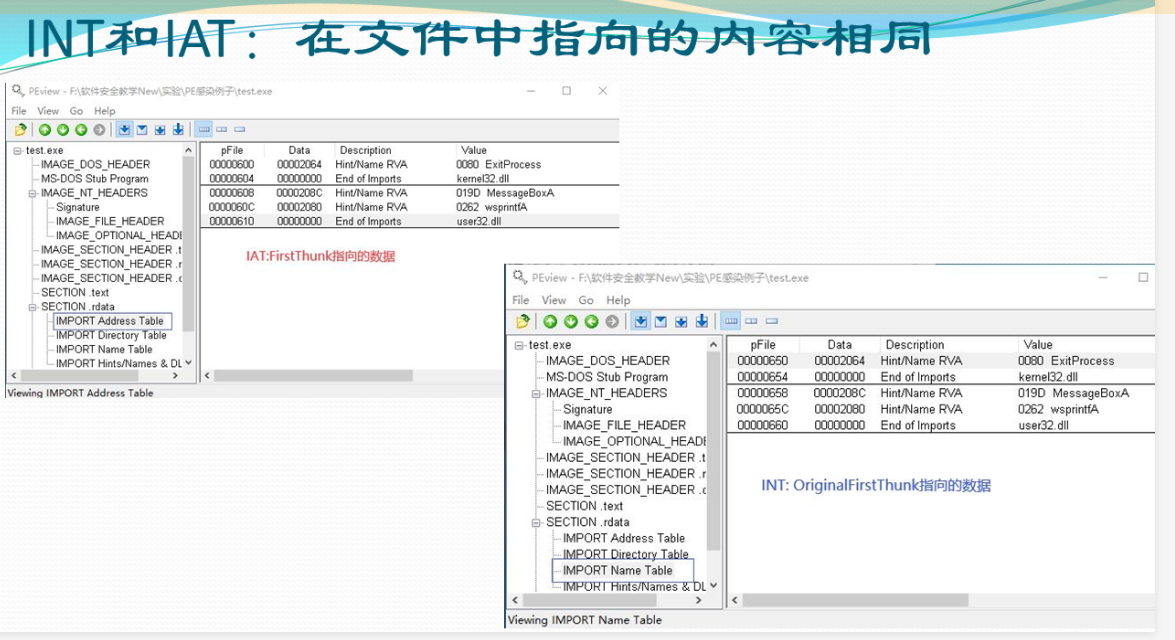 INT和IAT：在文件中指向的内容相同
PEview - F:\软件安全教学New\实验\PE感染例子\test.exe
File View Go Help
test.exe
IMAGE_DOS_HEADER
MS-DOS Stub Program
IMAGE_NT_HEADERS
Signature
IMAGE_FILE_HEADER
IMAGE_OPTIONAL_HEADE
IMAGE_SECTION_HEADER .t
IMAGE_SECTION_HEADER .r
IMAGE_SECTION_HEADER .c
SECTION .text
SECTION .rdata
IMPORT Address Table
IMPORT Directory Table
IMPORT Name Table
IMPORT Hints/Names & DL
pFile Data Description Value
00000600 00002064 Hint/Name RVA 0080 ExitProcess
00000604 00000000 End of Imports kernel32.dll
00000608 0000208C Hint/Name RVA 019D MessageBoxA
0000060C 00002080 Hint/Name RVA 0262 wsprintfA
00000610 00000000 End of Imports user32.dll
IAT:FirstThunk指向的数据
Viewing IMPORT Address Table
PEview - F:\软件安全教学New\实验\PE感染例子\test.exe
File View Go Help
test.exe
IMAGE_DOS_HEADER
MS-DOS Stub Program
IMAGE_NT_HEADERS
Signature
IMAGE_FILE_HEADER
IMAGE_OPTIONAL_HEADE
IMAGE_SECTION_HEADER .t
IMAGE_SECTION_HEADER .r
IMAGE_SECTION_HEADER .c
SECTION .text
SECTION .rdata
IMPORT Address Table
IMPORT Directory Table
IMPORT Name Table
IMPORT Hints/Names & DL
pFile Data Description Value
00000650 00002064 Hint/Name RVA 0080 ExitProcess
00000654 00000000 End of Imports kernel32.dll
00000658 0000208C Hint/Name RVA 019D MessageBoxA
0000065C 00002080 Hint/Name RVA 0262 wsprintfA
00000660 00000000 End of Imports user32.dll
INT: OriginalFirstThunk指向的数据
Viewing IMPORT Name Table